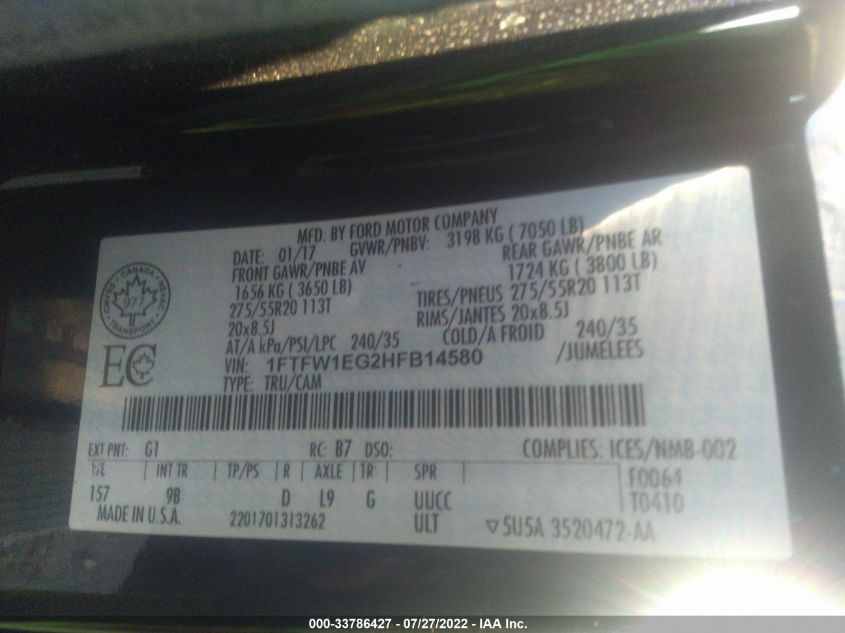 MFD. BY FORD MOTOR COMPANY
DATE: 01/17 GVWR/PNBV: 3198 KG ( 7050 LB)
FRONT GAWR/PNBE AV REAR GAWR/PNBE AR
1656 KG ( 3650 LB) 1724 KG ( 3800 LB)
275/55R20 113T TIRES/PNEUS 275/55R20 113T
20x8.5J RIMS/JANTES 20x8.5J
AT/A kPa/PSI/LPC 240/35 COLD/A FROID 240/35
VIN: 1FTFW1EG2HFB14580 /JUMELEES
TYPE: TRU/CAM
CANADA
977
TRANSPORT
EC
EXT PNT: G1 RC: B7 DSO: COMPLIES: ICES/NMB-002
INT TR TP/PS R AXLE TR SPR F0064
157 9B D L9 G UUCC T0410
MADE IN U.S.A. 2201701313262 ULT 5U5A 3520472-AA
000-33786427 - 07/27/2022 - IAA Inc.